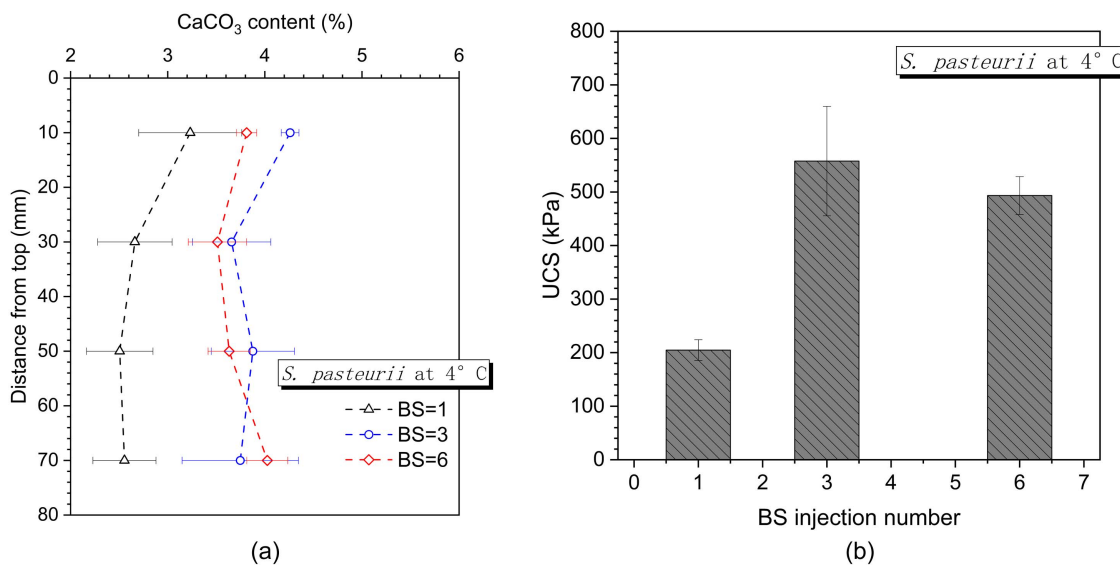 CaCO₃ content (%)
2 3 4 5 6
0
10
20
30
40
50
60
70
80
Distance from top (mm)
S. pasteurii at 4° C
BS=1
BS=3
BS=6
(a)
800
700
600
500
400
300
200
100
0
UCS (kPa)
S. pasteurii at 4° C
0 1 2 3 4 5 6 7
BS injection number
(b)